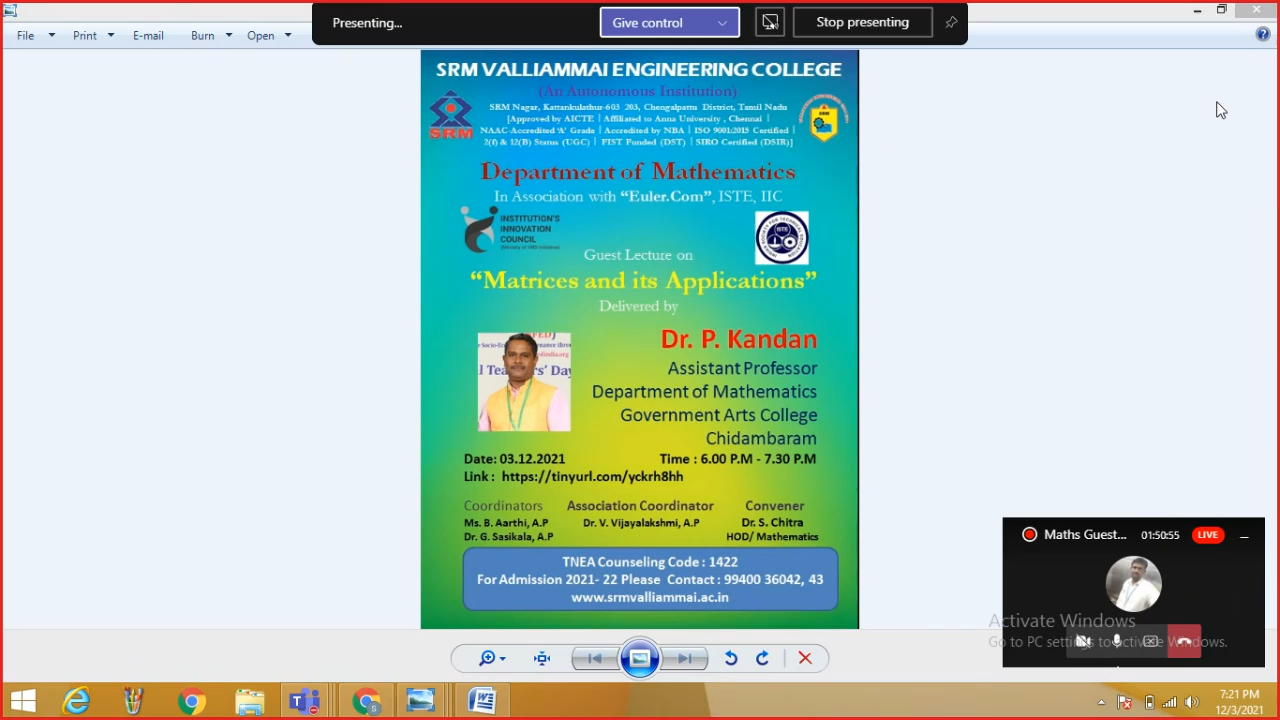 Presenting...
Give control
Stop presenting
File
Print
E-mail
Burn
Open
SRM VALLIAMMAI ENGINEERING COLLEGE
(An Autonomous Institution)
SRM Nagar, Kattankulathur-603 203, Chengalpattu District, Tamil Nadu
[Approved by AICTE | Affiliated to Anna University , Chennai |
NAAC-Accredited 'A' Grade | Accredited by NBA | ISO 9001:2015 Certified |
2(f) & 12(B) Status (UGC) | FIST Funded (DST) | SIRO Certified (DSIR)]
SRM
Department of Mathematics
In Association with “Euler.Com”, ISTE, IIC
INSTITUTION'S
INNOVATION
COUNCIL
ISTE
Guest Lecture on
“Matrices and its Applications”
Delivered by
Dr. P. Kandan
Assistant Professor
Department of Mathematics
Government Arts College
Chidambaram
Date: 03.12.2021
Time : 6.00 P.M - 7.30 P.M
Link : https://tinyurl.com/yckrh8hh
Coordinators
Association Coordinator
Convener
Ms. B. Aarthi, A.P
Dr. V. Vijayalakshmi, A.P
Dr. S. Chitra
Dr. G. Sasikala, A.P
HOD/ Mathematics
TNEA Counseling Code : 1422
For Admission 2021- 22 Please Contact : 99400 36042, 43
www.srmvalliammai.ac.in
Maths Guest...
01:50:55
LIVE
Activate Windows
Go to PC settings to activate Windows.
7:21 PM
12/3/2021